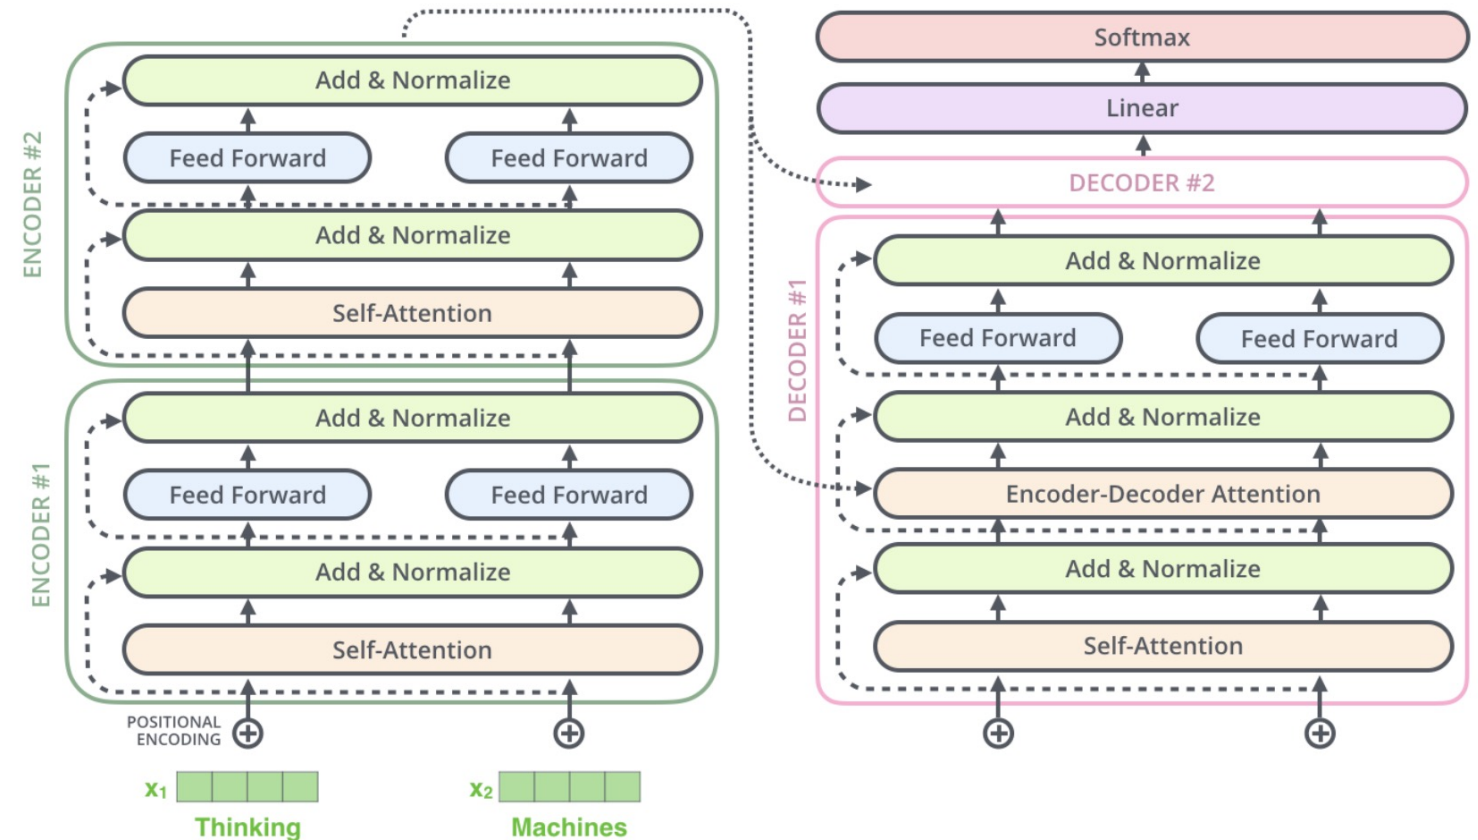 ENCODER #2
Add & Normalize
Feed Forward
Feed Forward
Add & Normalize
Self-Attention
ENCODER #1
Add & Normalize
Feed Forward
Feed Forward
Add & Normalize
Self-Attention
POSITIONAL
ENCODING
x₁
Thinking
x₂
Machines
Softmax
Linear
DECODER #2
DECODER #1
Add & Normalize
Feed Forward
Feed Forward
Add & Normalize
Encoder-Decoder Attention
Add & Normalize
Self-Attention